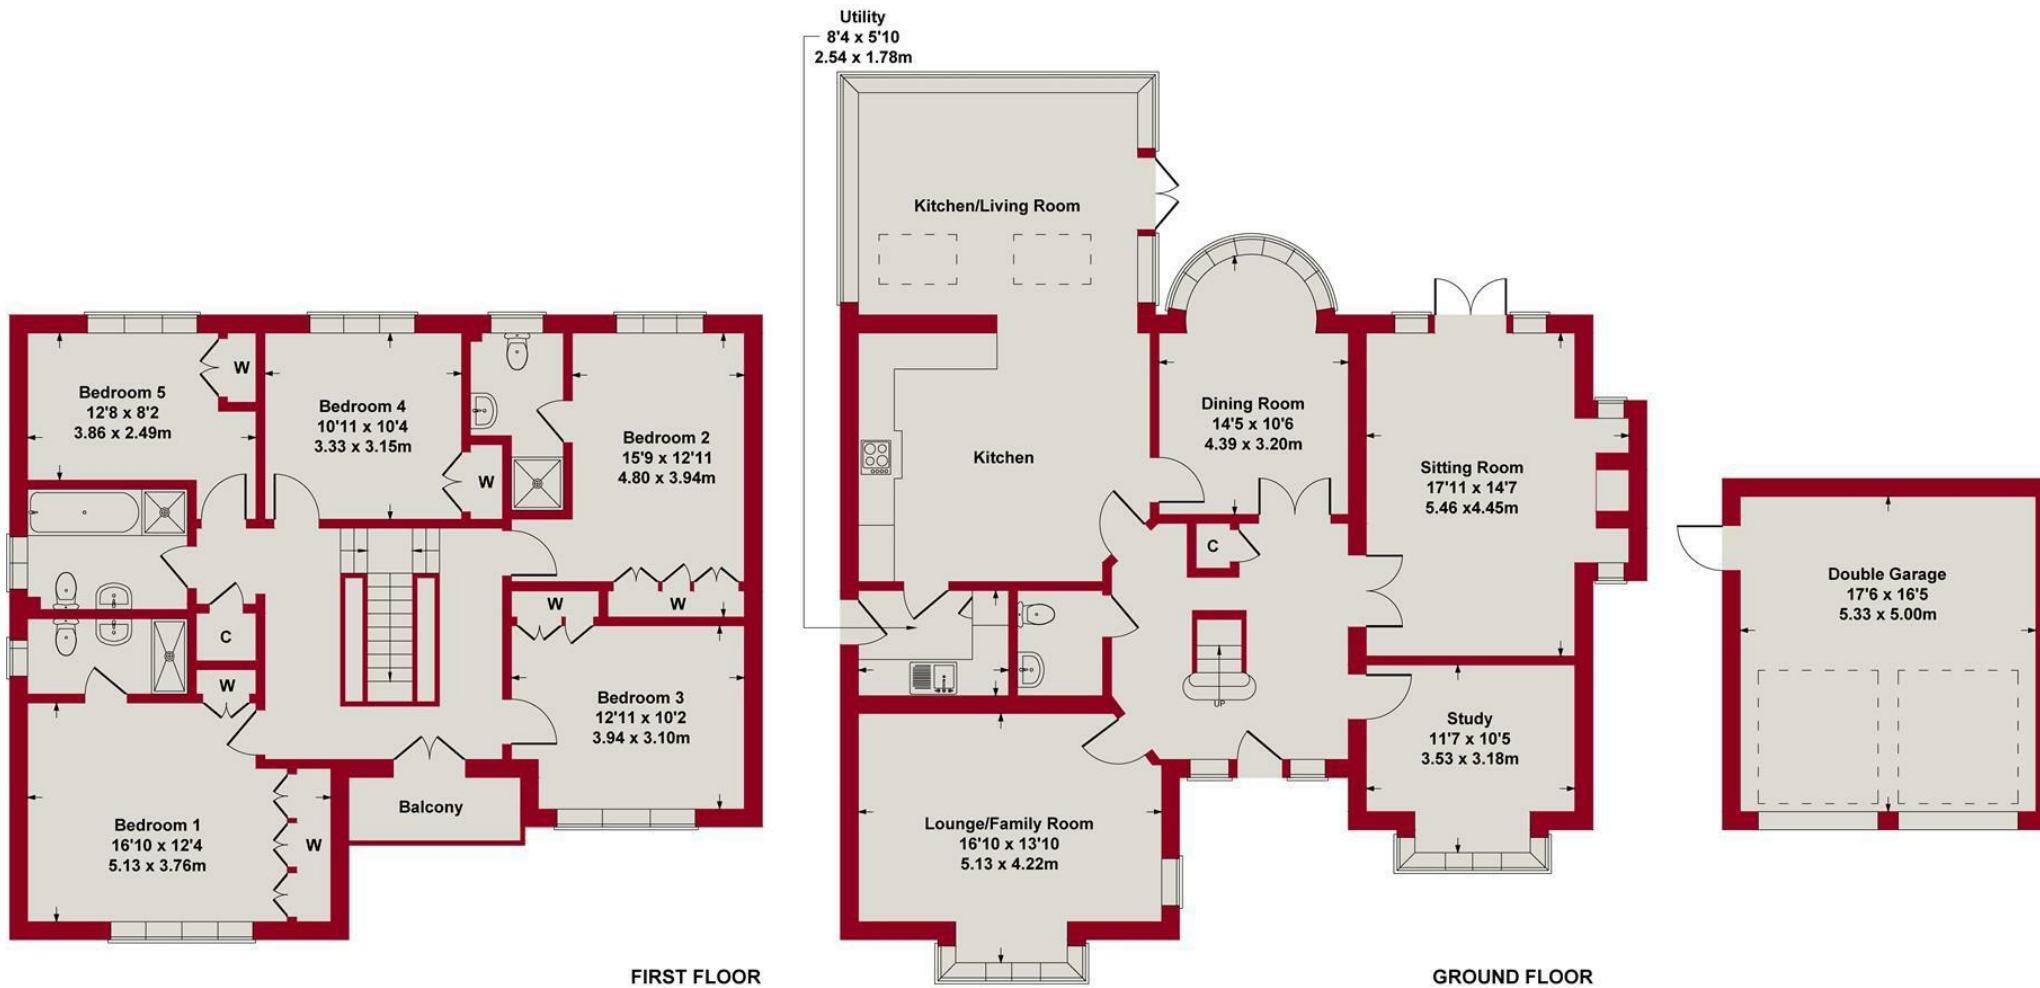 Utility
8'4 x 5'10
2.54 x 1.78m
Kitchen/Living Room
Bedroom 5
12'8 x 8'2
3.86 x 2.49m
W
Bedroom 4
10'11 x 10'4
3.33 x 3.15m
W
Bedroom 2
15'9 x 12'11
4.80 x 3.94m
W
W
C
W
Bedroom 3
12'11 x 10'2
3.94 x 3.10m
Balcony
Bedroom 1
16'10 x 12'4
5.13 x 3.76m
W
FIRST FLOOR
Kitchen
Dining Room
14'5 x 10'6
4.39 x 3.20m
Sitting Room
17'11 x 14'7
5.46 x4.45m
C
UP
Study
11'7 x 10'5
3.53 x 3.18m
Lounge/Family Room
16'10 x 13'10
5.13 x 4.22m
Double Garage
17'6 x 16'5
5.33 x 5.00m
GROUND FLOOR